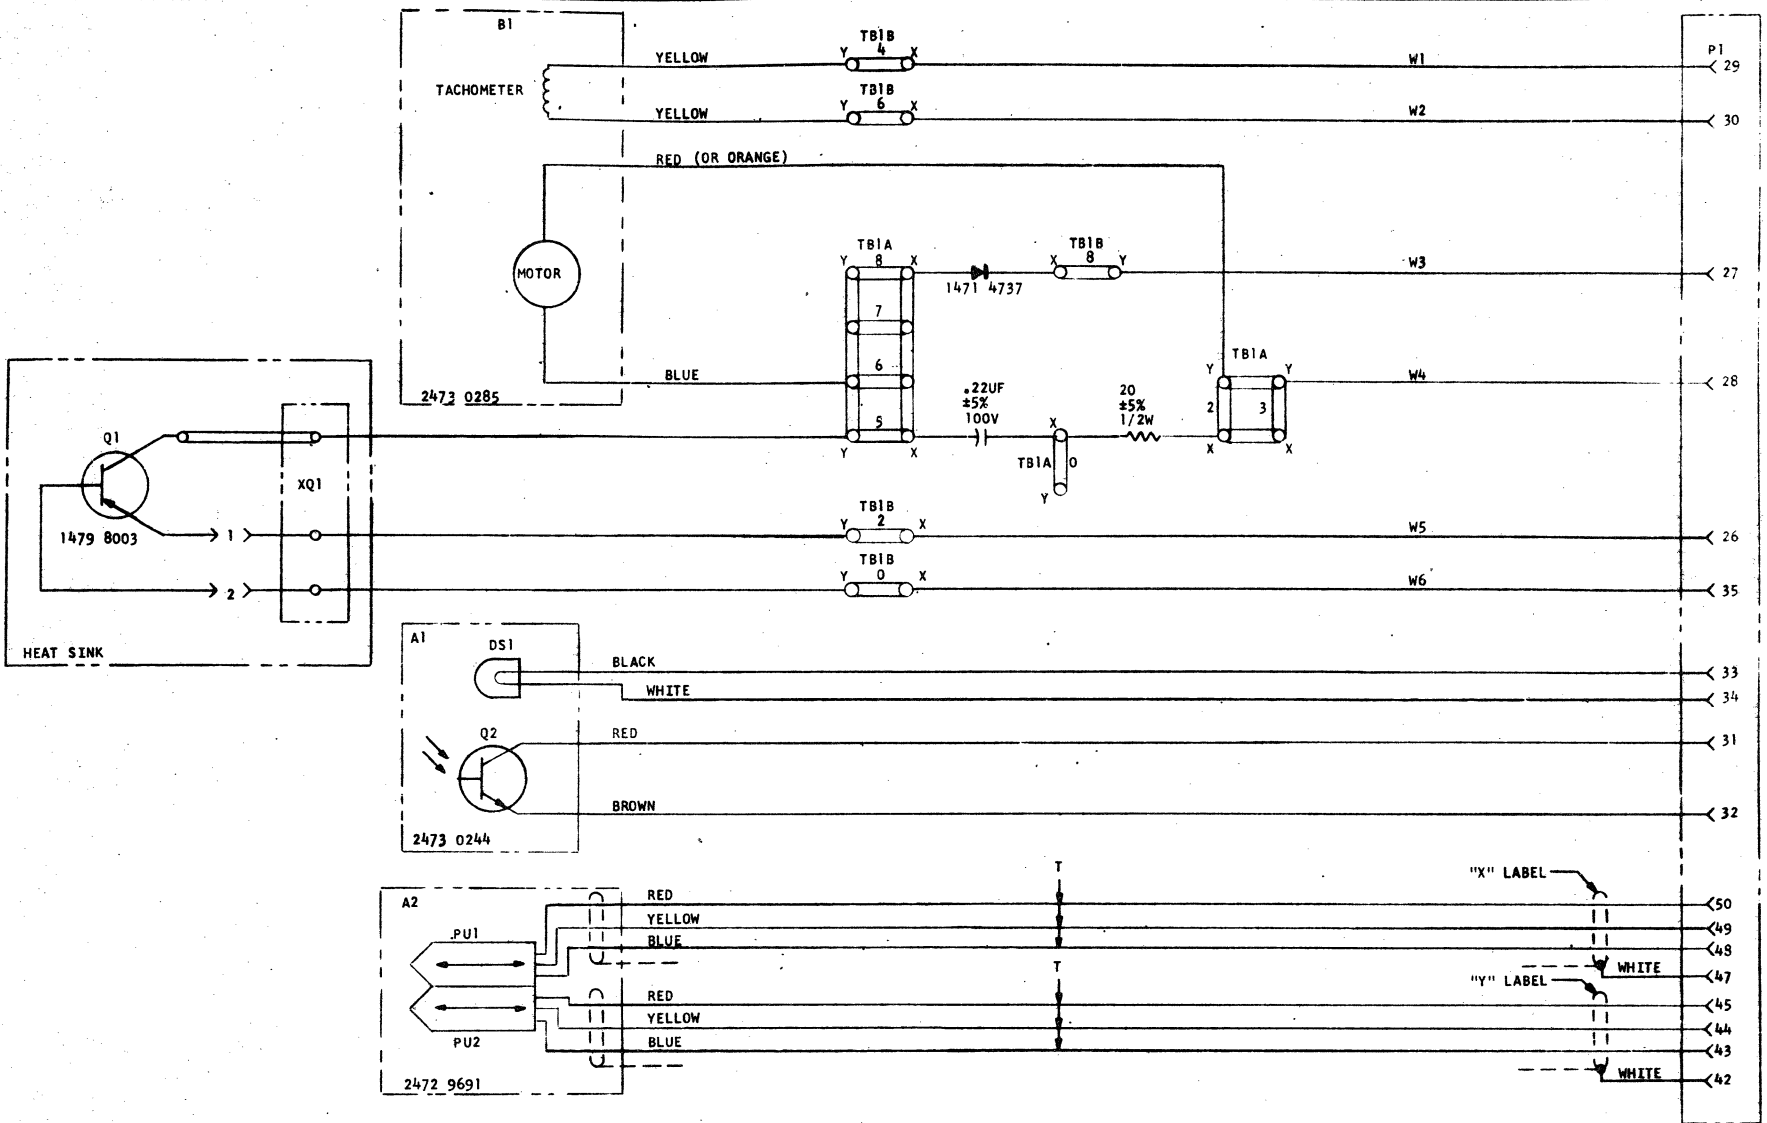 B1
TB1B
4
Y X
YELLOW
W1
P1
29
TACHOMETER
TB1B
6
Y X
YELLOW
W2
30
RED (OR ORANGE)
MOTOR
TB1A
Y 8 X
7
6
5
Y X
1471 4737
TB1B
X 8 Y
W3
27
BLUE
2473 0285
.22UF
±5%
100V
X
TB1A 0
Y
20
±5%
1/2W
TB1A
Y Y
2 3
X X
W4
28
Q1
XQ1
1479 8003
1
2
HEAT SINK
TB1B
Y 2 X
W5
26
TB1B
Y 0 X
W6
35
A1
DS1
BLACK
33
WHITE
34
Q2
RED
31
BROWN
32
2473 0244
A2
PU1
PU2
2472 9691
T
"X" LABEL
RED
50
YELLOW
49
BLUE
48
WHITE
47
T
"Y" LABEL
RED
45
YELLOW
44
BLUE
43
WHITE
42